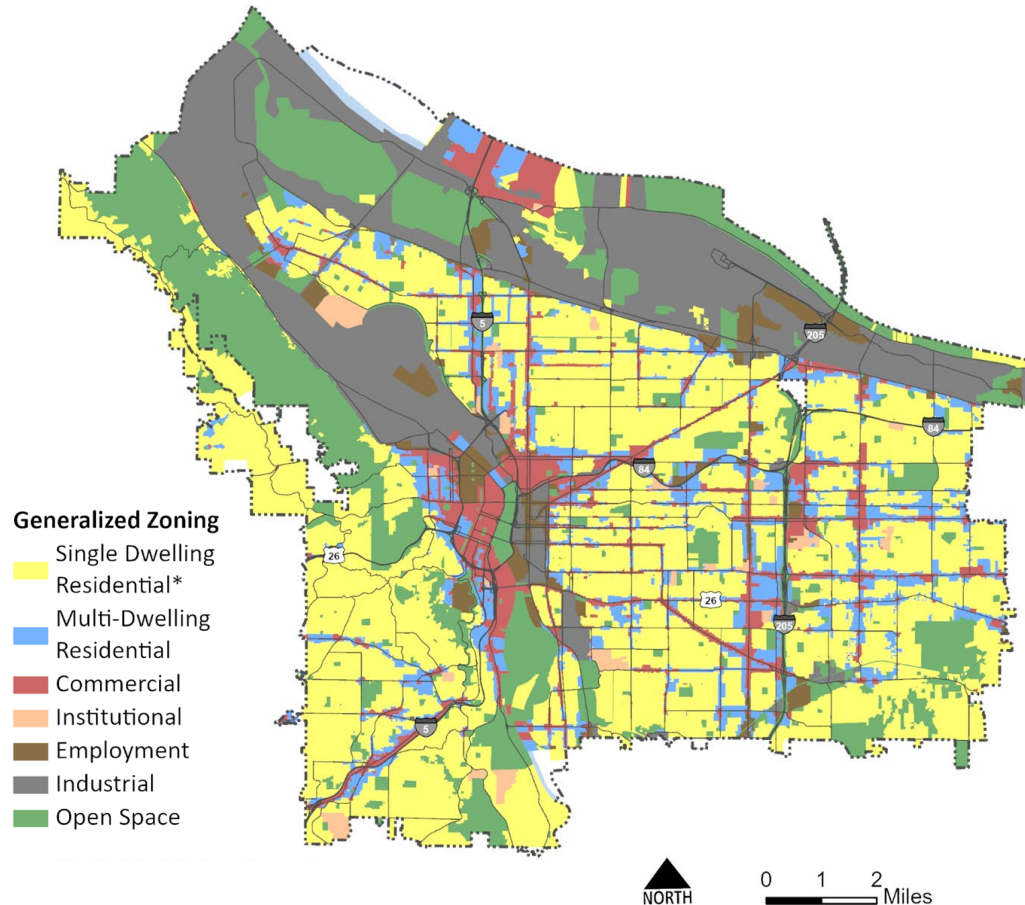 5
205
84
84
Generalized Zoning
Single Dwelling
Residential*
26
Multi-Dwelling
Residential
26
205
Commercial
Institutional
5
Employment
Industrial
Open Space
NORTH
0 1 2
Miles